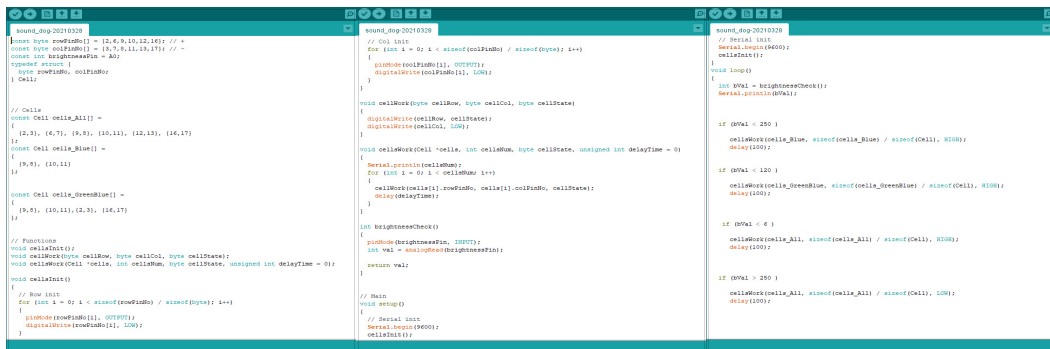 sound_dog-20210328
const byte rowPinNo[] = {2,6,9,10,12,16}; // +
const byte colPinNo[] = {3,7,8,11,13,17}; // -
const int brightnessPin = A0;
typedef struct {
  byte rowPinNo, colPinNo;
} Cell;
// Cells
const Cell cells_All[] =
{
  {2,3}, {6,7}, {9,8}, {10,11}, {12,13}, {16,17}
};
const Cell cells_Blue[] =
{
  {9,8}, {10,11}
};
const Cell cells_GreenBlue[] =
{
  {9,8}, {10,11},{2,3}, {16,17}
};
// Functions
void cellsInit();
void cellWork(byte cellRow, byte cellCol, byte cellState);
void cellsWork(Cell *cells, int cellsNum, byte cellState, unsigned int delayTime = 0);
void cellsInit()
{
  // Row init
  for (int i = 0; i < sizeof(rowPinNo) / sizeof(byte); i++)
  {
    pinMode(rowPinNo[i], OUTPUT);
    digitalWrite(rowPinNo[i], LOW);
  }
sound_dog-20210328
  // Col init
  for (int i = 0; i < sizeof(colPinNo) / sizeof(byte); i++)
  {
    pinMode(colPinNo[i], OUTPUT);
    digitalWrite(colPinNo[i], LOW);
  }
}
void cellWork(byte cellRow, byte cellCol, byte cellState)
{
  digitalWrite(cellRow, cellState);
  digitalWrite(cellCol, LOW);
}
void cellsWork(Cell *cells, int cellsNum, byte cellState, unsigned int delayTime = 0)
{
  Serial.println(cellsNum);
  for (int i = 0; i < cellsNum; i++)
  {
    cellWork(cells[i].rowPinNo, cells[i].colPinNo, cellState);
    delay(delayTime);
  }
}
int brightnessCheck()
{
  pinMode(brightnessPin, INPUT);
  int val = analogRead(brightnessPin);
  return val;
}
// Main
void setup()
{
  // Serial init
  Serial.begin(9600);
  cellsInit();
sound_dog-20210328
  // Serial init
  Serial.begin(9600);
  cellsInit();
}
void loop()
{
  int bVal = brightnessCheck();
  Serial.println(bVal);
  if (bVal < 250 )
    cellsWork(cells_Blue, sizeof(cells_Blue) / sizeof(Cell), HIGH);
    delay(100);
  if (bVal < 120 )
    cellsWork(cells_GreenBlue, sizeof(cells_GreenBlue) / sizeof(Cell), HIGH);
    delay(100);
  if (bVal < 6 )
    cellsWork(cells_All, sizeof(cells_All) / sizeof(Cell), HIGH);
    delay(100);
  if (bVal > 250 )
    cellsWork(cells_All, sizeof(cells_All) / sizeof(Cell), LOW);
    delay(100);